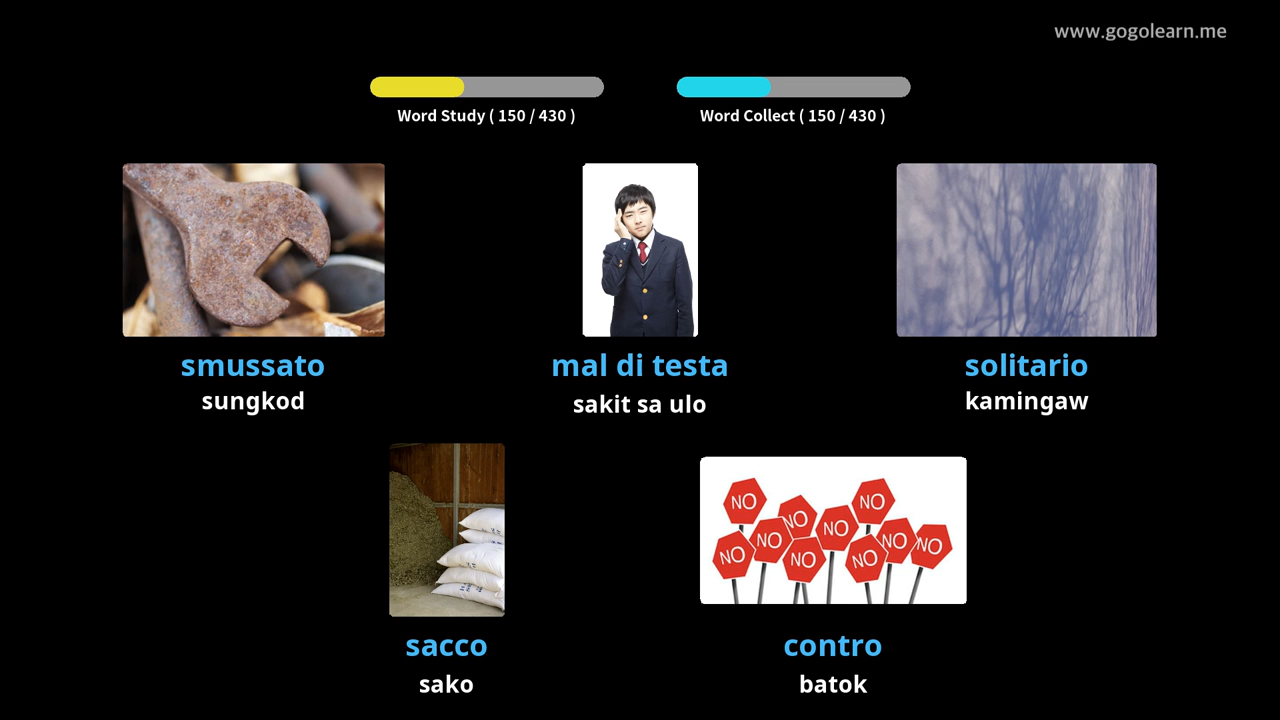 www.gogolearn.me
Word Study ( 150 / 430 )
Word Collect ( 150 / 430 )
smussato
sungkod
mal di testa
sakit sa ulo
solitario
kamingaw
NO
NO
NO
NO
NO
NO
NO
NO
NO
NO
sacco
sako
contro
batok